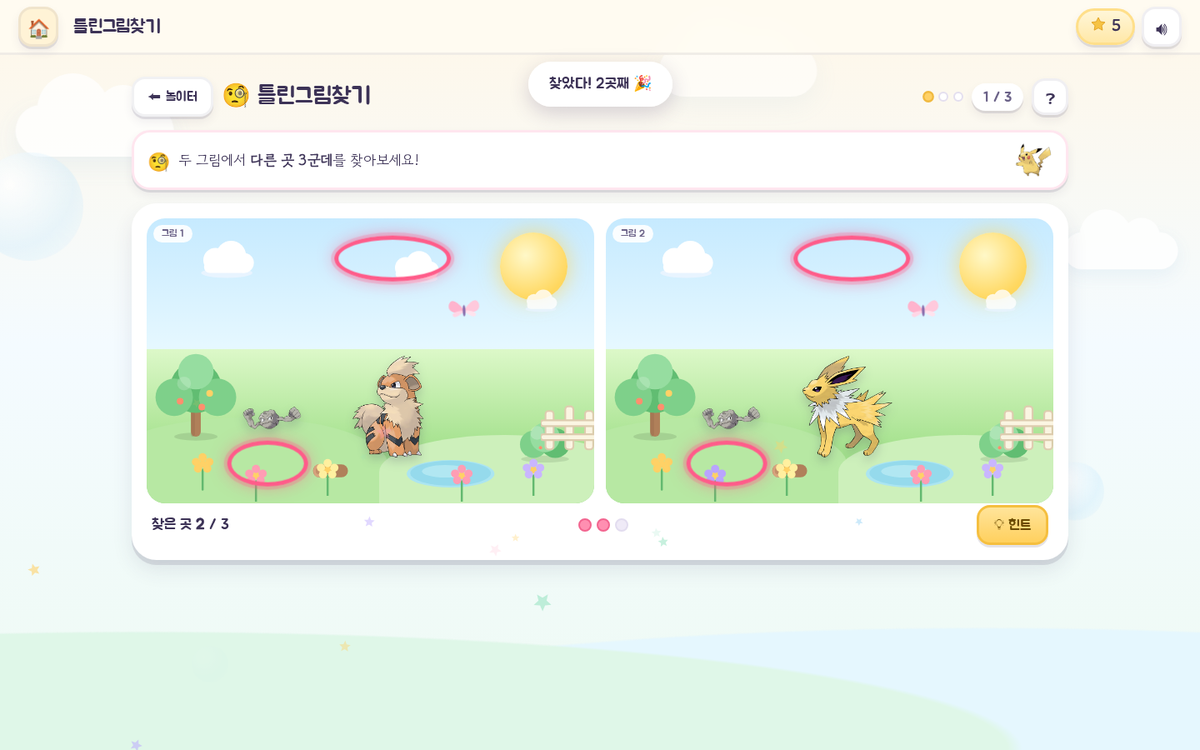 틀린그림찾기
5
놀이터
틀린그림찾기
찾았다! 2곳째
1 / 3
?
두 그림에서 다른 곳 3군데를 찾아보세요!
그림 1
그림 2
찾은 곳 2 / 3
힌트